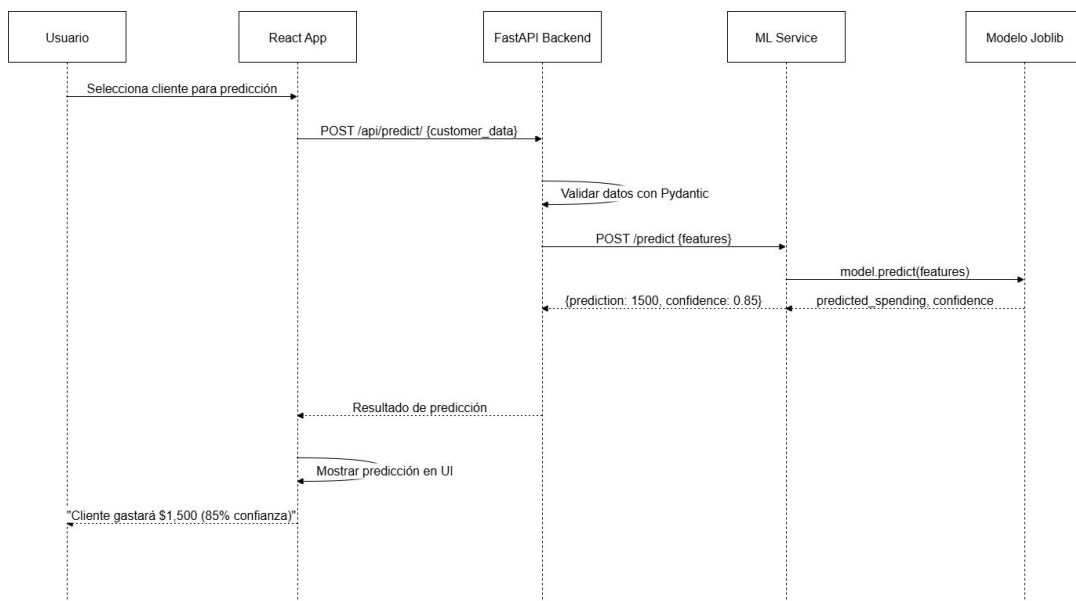 Usuario
React App
FastAPI Backend
ML Service
Modelo Joblib
Selecciona cliente para predicción
POST /api/predict/ {customer_data}
Validar datos con Pydantic
POST /predict {features}
model.predict(features)
{prediction: 1500, confidence: 0.85}
predicted_spending, confidence
Resultado de predicción
Mostrar predicción en UI
"Cliente gastará $1,500 (85% confianza)"